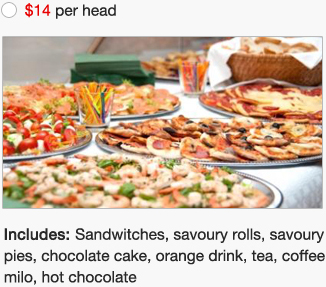 $14 per head
Includes: Sandwitches, savoury rolls, savoury
pies, chocolate cake, orange drink, tea, coffee
milo, hot chocolate